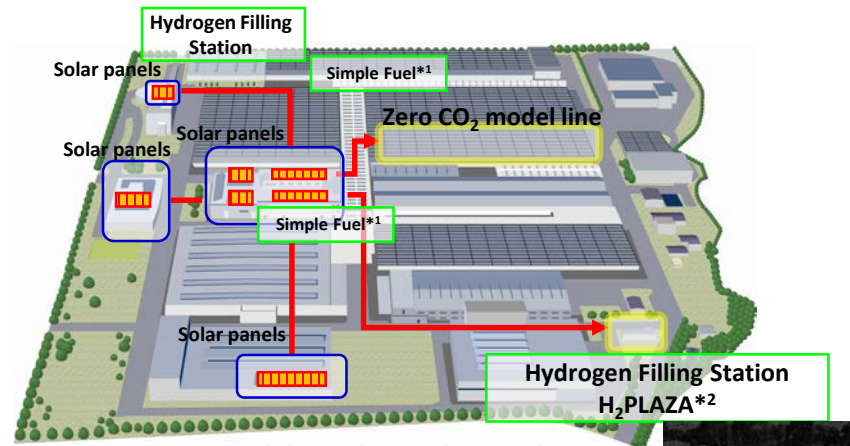 Hydrogen Filling
Station
Solar panels
Simple Fuel*1
Zero CO2 model line
Solar panels
Solar panels
Simple Fuel*1
Solar panels
Hydrogen Filling Station
H2PLAZA*2